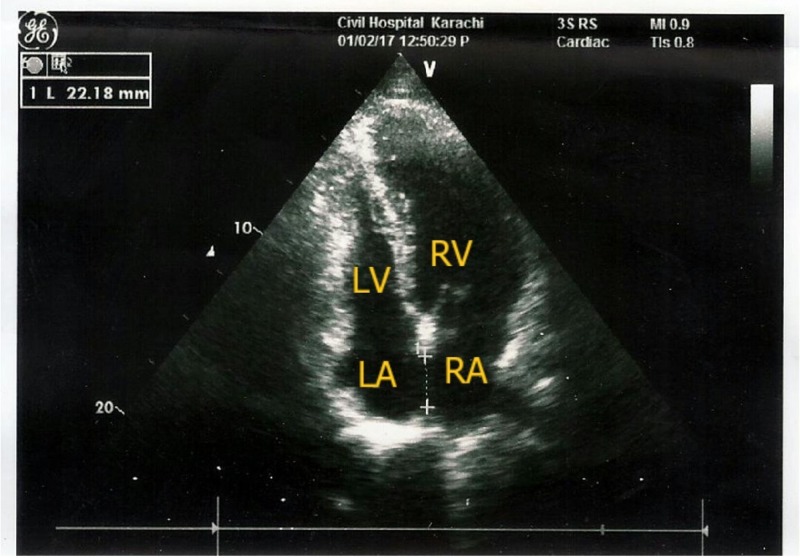 GE
Civil Hospital Karachi
01/02/17 12:50:29 P
3S RS
Cardiac
MI 0.9
TIs 0.8
1 L 22.18 mm
V
10
RV
LV
LA
RA
20